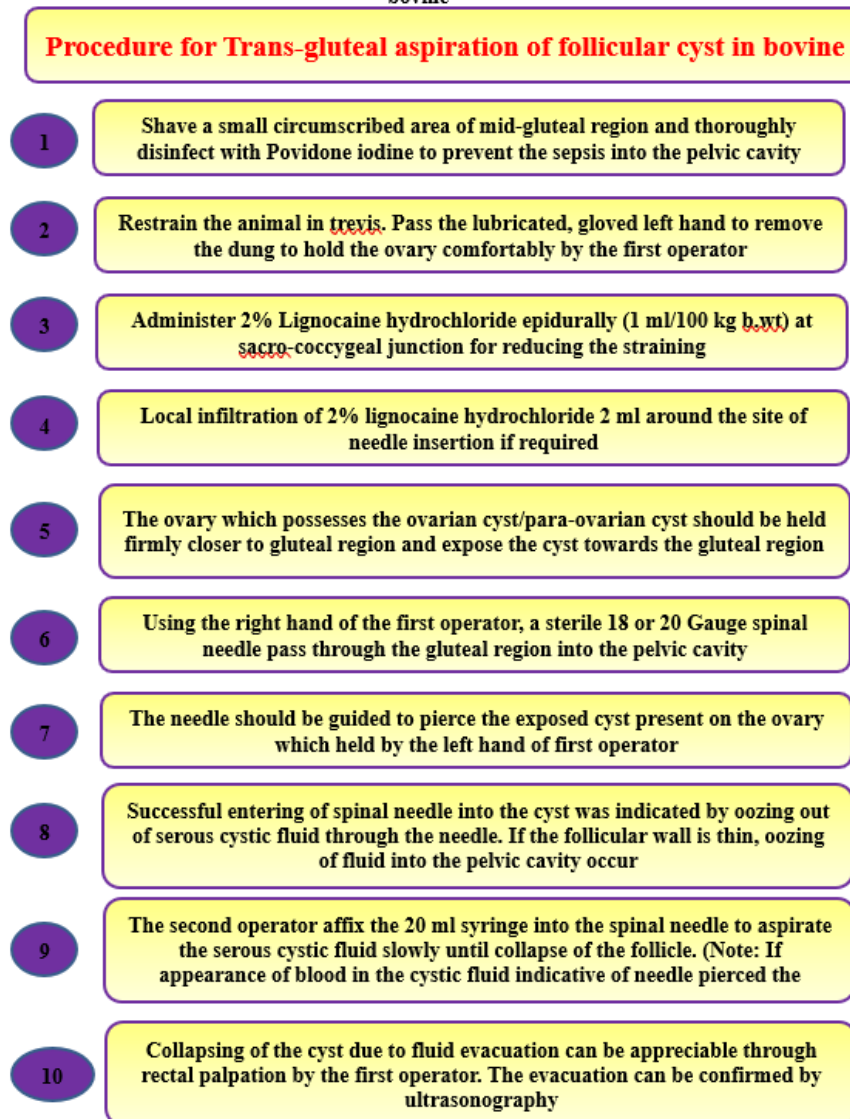 bovine
Procedure for Trans-gluteal aspiration of follicular cyst in bovine
1
Shave a small circumscribed area of mid-gluteal region and thoroughly
disinfect with Povidone iodine to prevent the sepsis into the pelvic cavity
2
Restrain the animal in trevis. Pass the lubricated, gloved left hand to remove
the dung to hold the ovary comfortably by the first operator
3
Administer 2% Lignocaine hydrochloride epidurally (1 ml/100 kg b.wt) at
sacro-coccygeal junction for reducing the straining
4
Local infiltration of 2% lignocaine hydrochloride 2 ml around the site of
needle insertion if required
5
The ovary which possesses the ovarian cyst/para-ovarian cyst should be held
firmly closer to gluteal region and expose the cyst towards the gluteal region
6
Using the right hand of the first operator, a sterile 18 or 20 Gauge spinal
needle pass through the gluteal region into the pelvic cavity
7
The needle should be guided to pierce the exposed cyst present on the ovary
which held by the left hand of first operator
8
Successful entering of spinal needle into the cyst was indicated by oozing out
of serous cystic fluid through the needle. If the follicular wall is thin, oozing
of fluid into the pelvic cavity occur
9
The second operator affix the 20 ml syringe into the spinal needle to aspirate
the serous cystic fluid slowly until collapse of the follicle. (Note: If
appearance of blood in the cystic fluid indicative of needle pierced the
10
Collapsing of the cyst due to fluid evacuation can be appreciable through
rectal palpation by the first operator. The evacuation can be confirmed by
ultrasonography